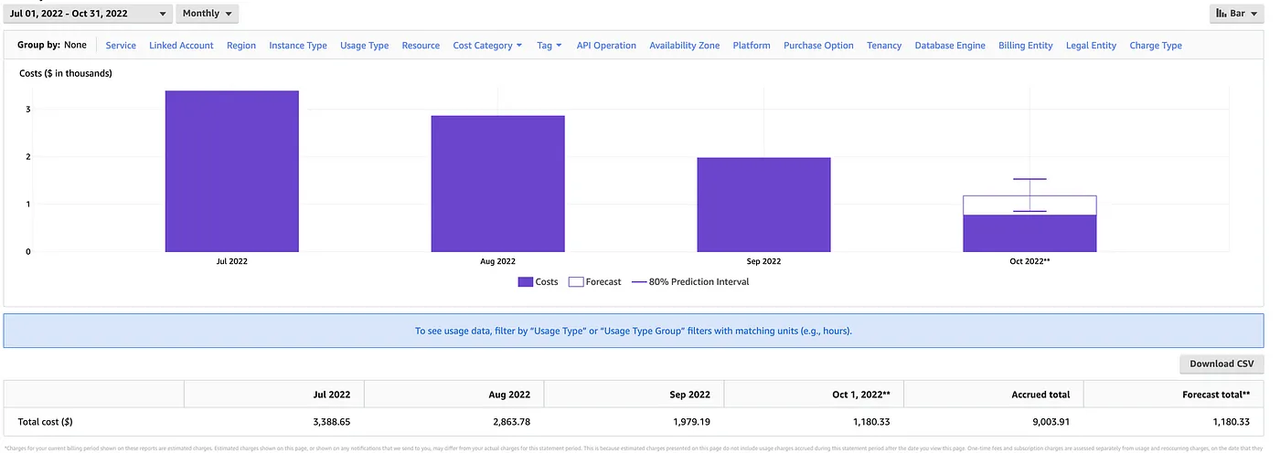 Jul 01, 2022 - Oct 31, 2022 Monthly Bar
Group by: None Service Linked Account Region Instance Type Usage Type Resource Cost Category Tag API Operation Availability Zone Platform Purchase Option Tenancy Database Engine Billing Entity Legal Entity Charge Type
Costs ($ in thousands)
3
2
1
0
Jul 2022 Aug 2022 Sep 2022 Oct 2022**
Costs Forecast 80% Prediction Interval
To see usage data, filter by "Usage Type" or "Usage Type Group" filters with matching units (e.g., hours).
Download CSV
Jul 2022 Aug 2022 Sep 2022 Oct 1, 2022** Accrued total Forecast total**
Total cost ($) 3,388.65 2,863.78 1,979.19 1,180.33 9,003.91 1,180.33
*Charges for your current billing period shown on these reports are estimated charges. Estimated charges shown on this page, or shown on any notifications that we send to you, may differ from your actual charges for this statement period. This is because estimated charges presented on this page do not include usage charges accrued during this statement period after the date you view this page. One-time fees and subscription charges are assessed separately from usage and reoccurring charges, on the date that they